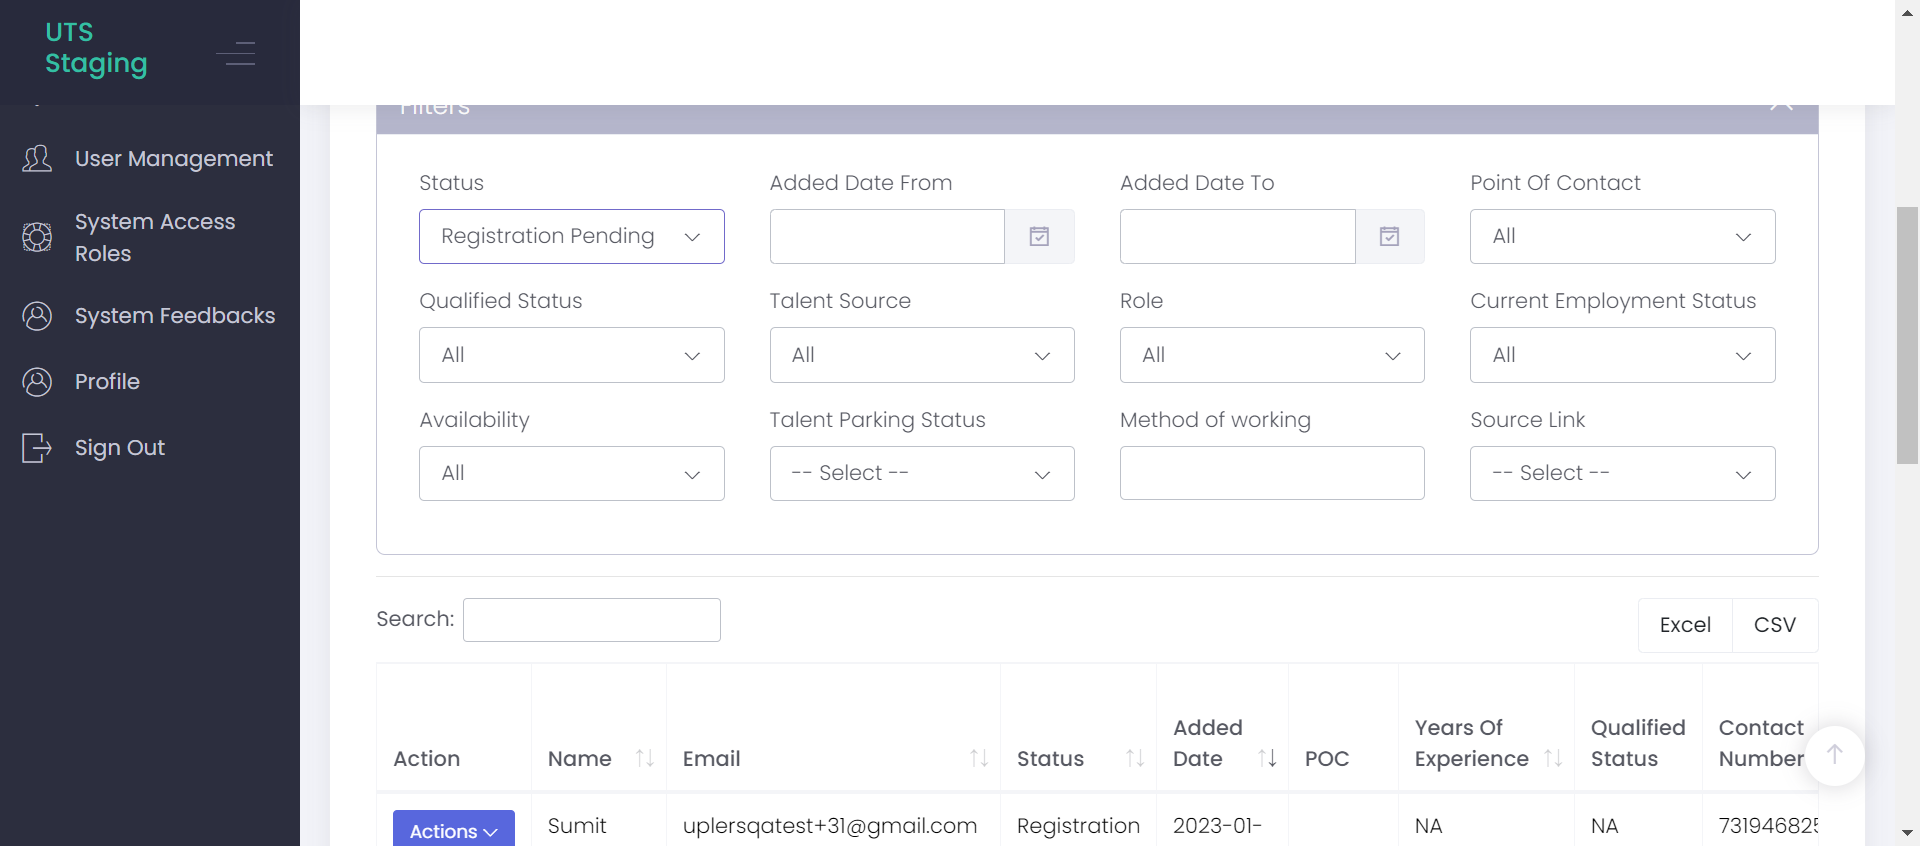 UTS
Staging
User Management
System Access
Roles
System Feedbacks
Profile
Sign Out
Filters
Status
Added Date From
Added Date To
Point Of Contact
Registration Pending
All
Qualified Status
Talent Source
Role
Current Employment Status
All
All
All
All
Availability
Talent Parking Status
Method of working
Source Link
All
-- Select --
-- Select --
Search:
Excel
CSV
Action
Name
Email
Status
Added
Date
POC
Years Of
Experience
Qualified
Status
Contact
Number
Actions
Sumit
uplersqatest+31@gmail.com
Registration
2023-01-
NA
NA
73194682